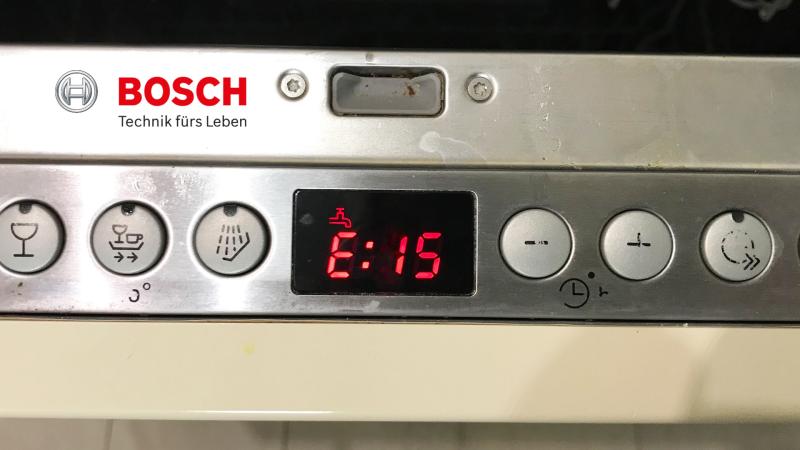 BOSCH
Technik fürs Leben
E:15
- +